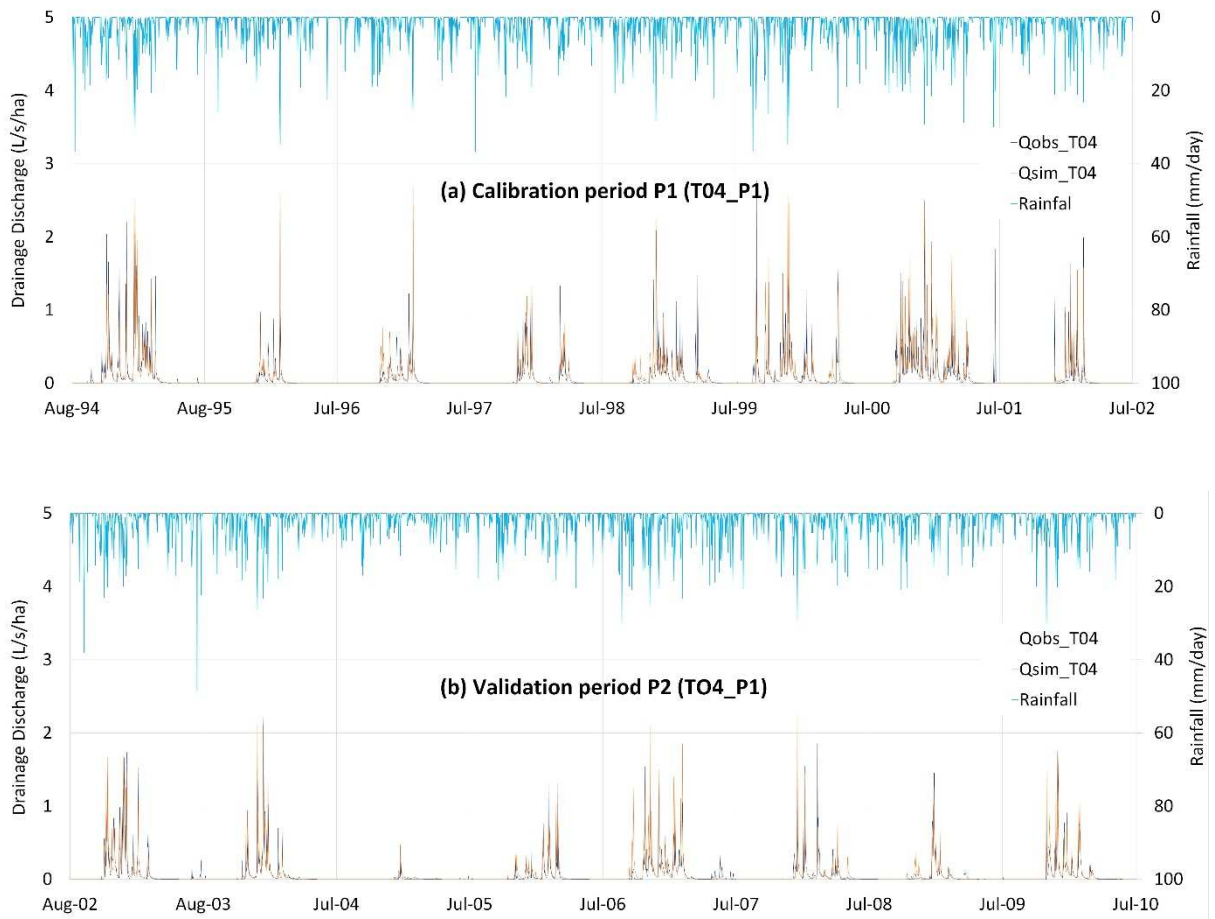 5
4
3
2
1
0
Drainage Discharge (L/s/ha)
0
20
40
60
80
100
Rainfall (mm/day)
Qobs_T04
Qsim_T04
Rainfal
(a) Calibration period P1 (T04_P1)
Aug-94 Aug-95 Jul-96 Jul-97 Jul-98 Jul-99 Jul-00 Jul-01 Jul-02
5
4
3
2
1
0
Drainage Discharge (L/s/ha)
0
20
40
60
80
100
Rainfall (mm/day)
Qobs_T04
Qsim_T04
Rainfall
(b) Validation period P2 (TO4_P1)
Aug-02 Aug-03 Jul-04 Jul-05 Jul-06 Jul-07 Jul-08 Jul-09 Jul-10